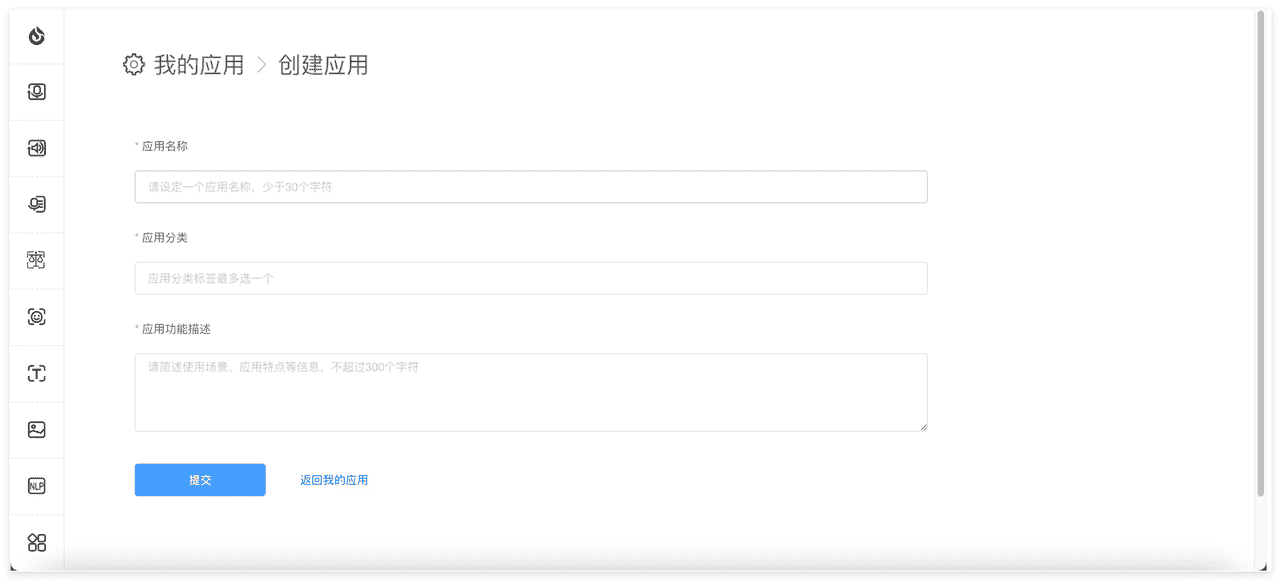 我的应用 > 创建应用
* 应用名称
请设定一个应用名称，少于30个字符
* 应用分类
应用分类标签最多选一个
* 应用功能描述
请简述使用场景、应用特点等信息，不超过300个字符
提交 返回我的应用
NLP